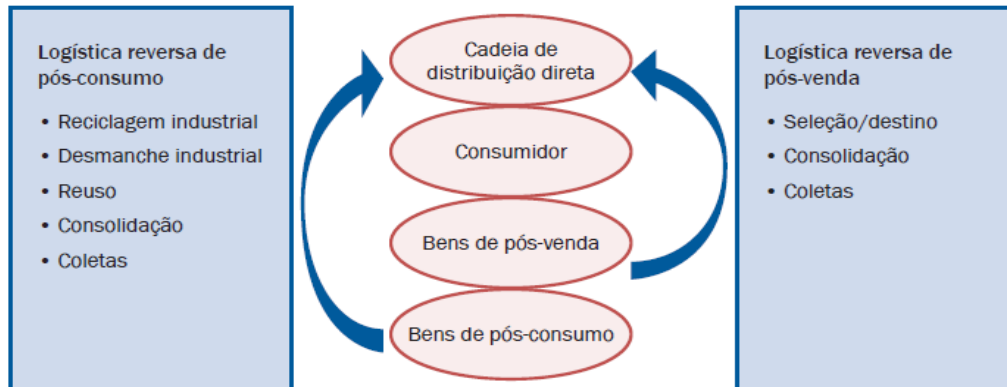 Logística reversa de
pós-consumo
• Reciclagem industrial
• Desmanche industrial
• Reuso
• Consolidação
• Coletas
Cadeia de
distribuição direta
Consumidor
Bens de pós-venda
Bens de pós-consumo
Logística reversa de
pós-venda
• Seleção/destino
• Consolidação
• Coletas